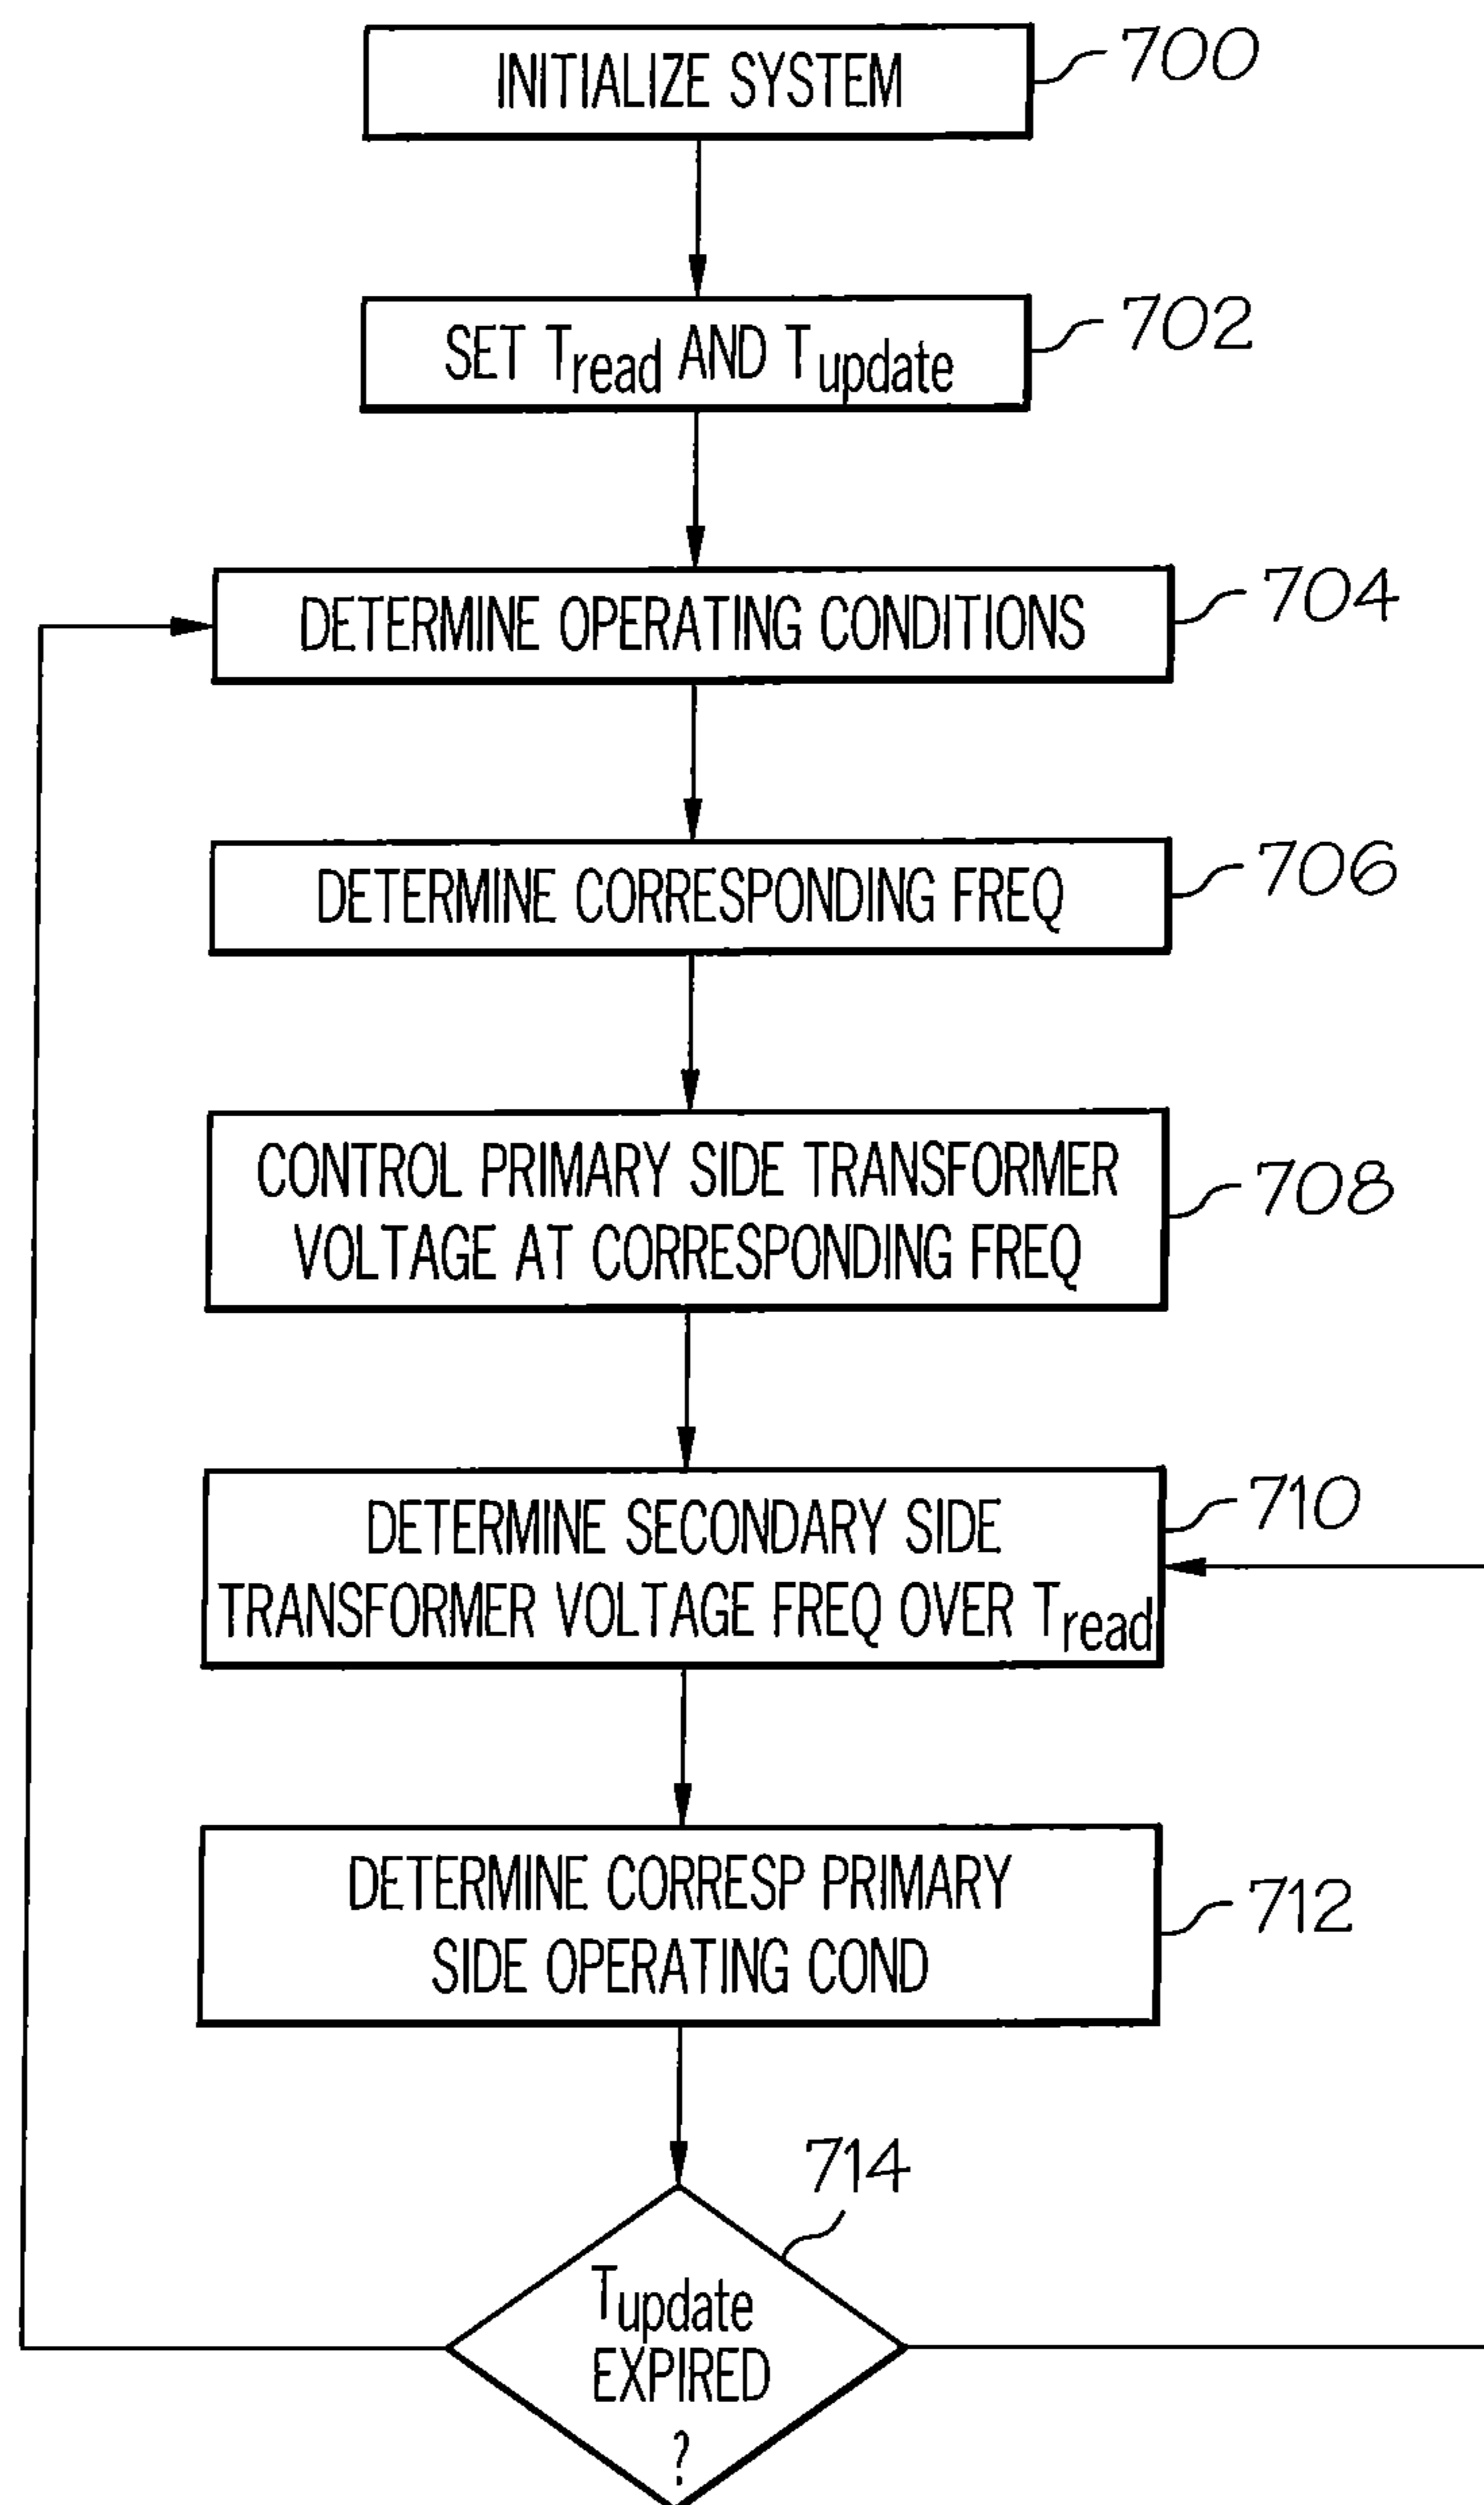 INITIALIZE SYSTEM
700
SET Tread AND Tupdate
702
DETERMINE OPERATING CONDITIONS
704
DETERMINE CORRESPONDING FREQ
706
CONTROL PRIMARY SIDE TRANSFORMER
VOLTAGE AT CORRESPONDING FREQ
708
DETERMINE SECONDARY SIDE
TRANSFORMER VOLTAGE FREQ OVER Tread
710
DETERMINE CORRESP PRIMARY
SIDE OPERATING COND
712
714
Tupdate
EXPIRED
?